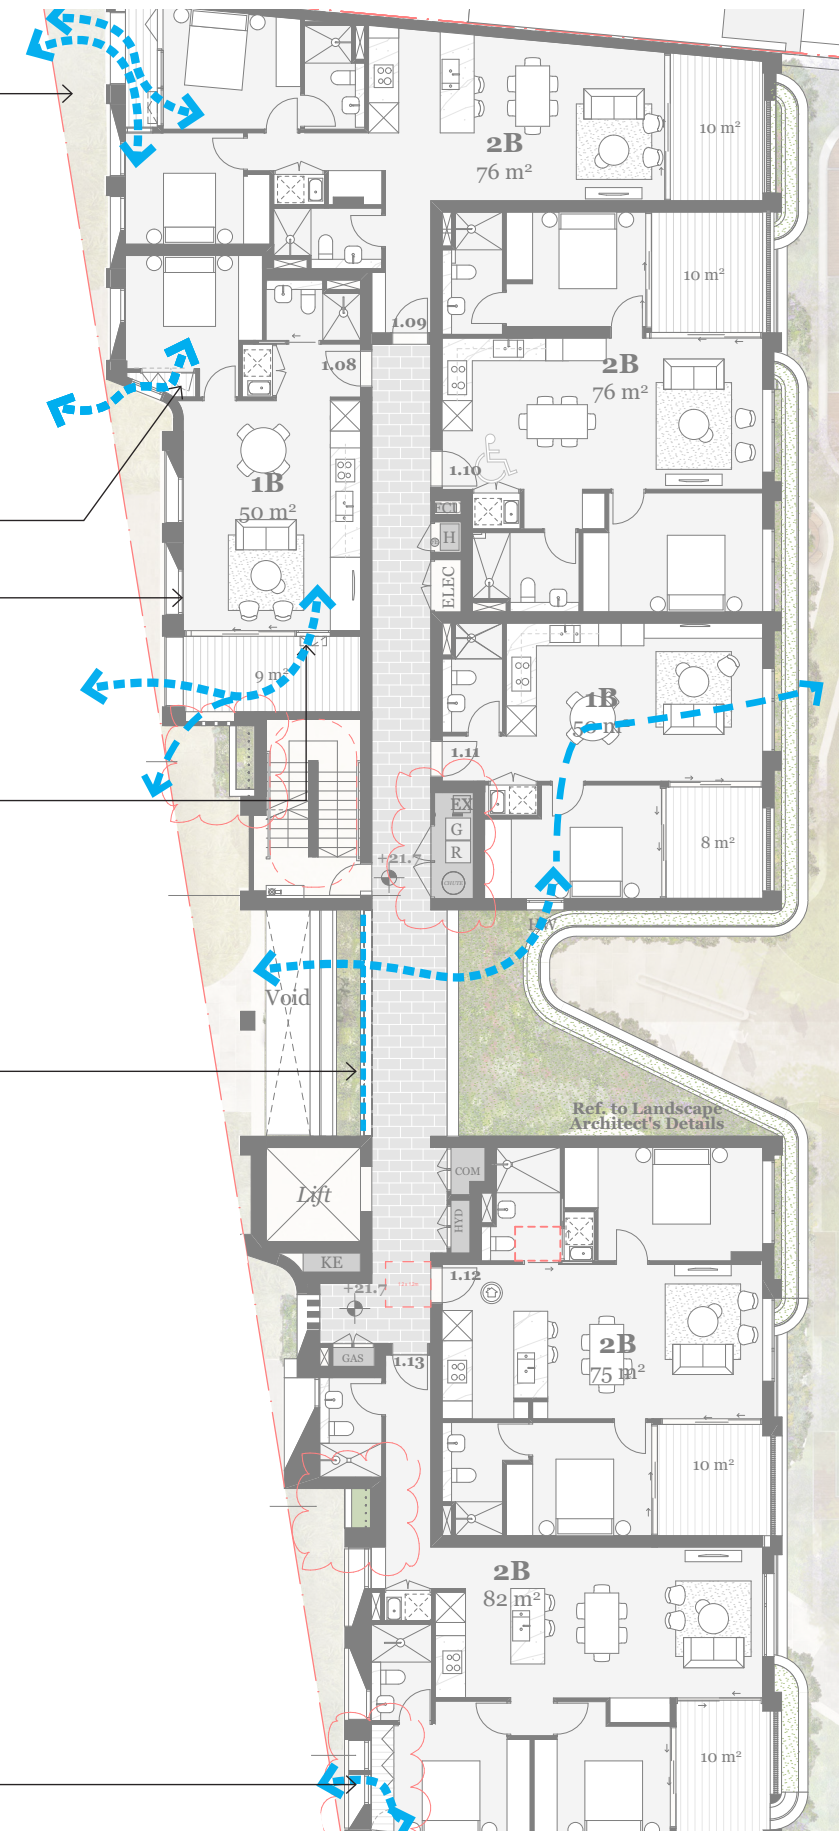 10 m²
2B
76 m²
10 m²
1.09
1.08
2B
76 m²
1.10
1B
50 m²
H
ELEC
9 m²
1B
1.11
EX
G
R
+21.7
8 m²
HW
Void
Ref. to Landscape
Architect's Details
COM
Lift
HYD
KE
+21.7
1.12
GAS
1.13
2B
75 m²
10 m²
2B
82 m²
10 m²